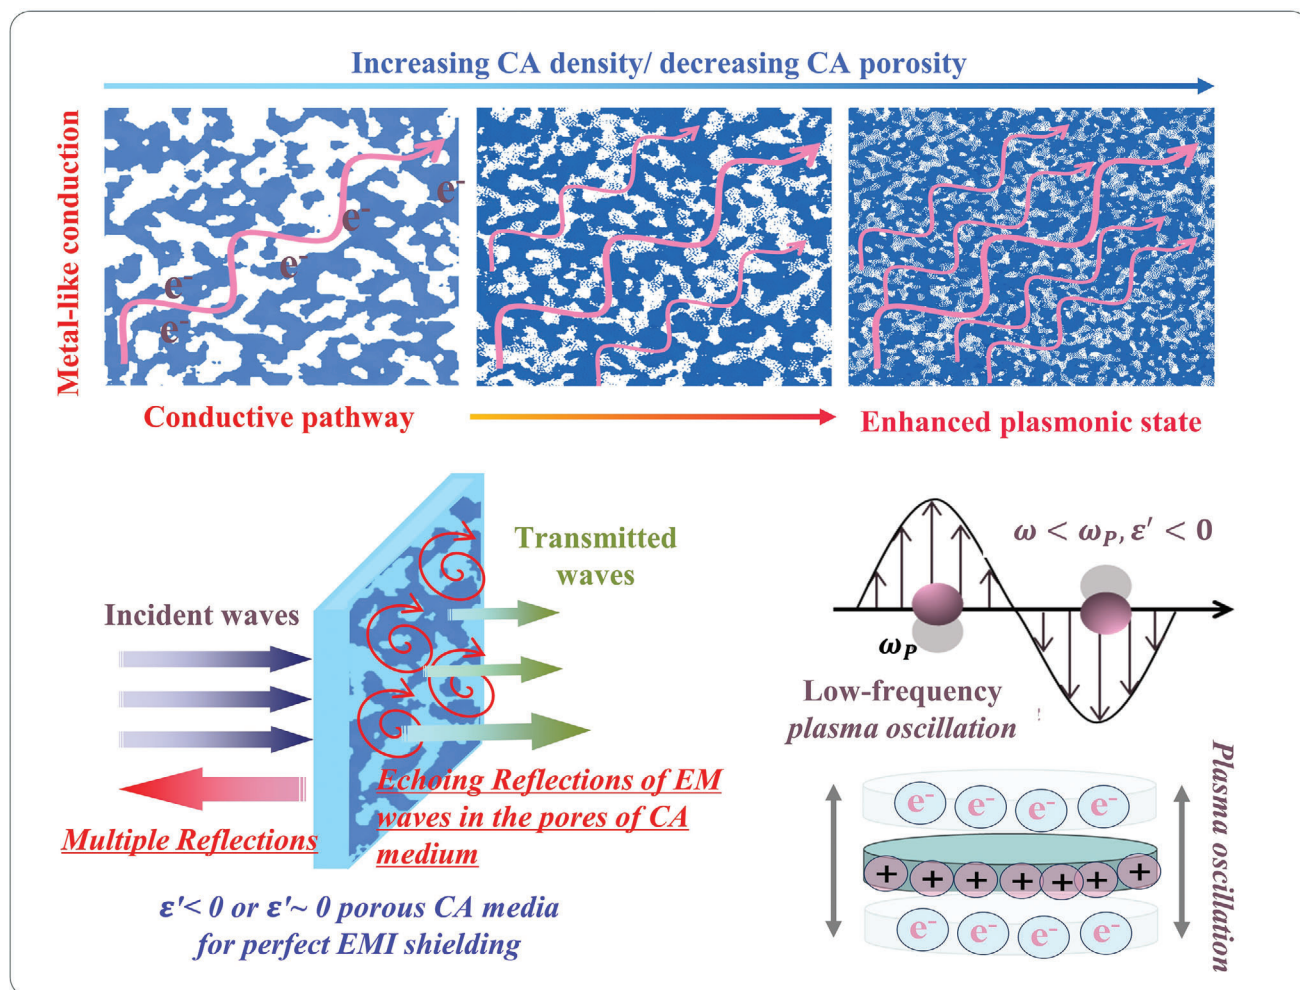 Increasing CA density/ decreasing CA porosity
Metal-like conduction
e⁻
e⁻
e⁻
e⁻
e⁻
Conductive pathway
Enhanced plasmonic state
Incident waves
Transmitted
waves
Multiple Reflections
Echoing Reflections of EM
waves in the pores of CA
medium
ε'< 0 or ε'~ 0 porous CA media
for perfect EMI shielding
ω < ω_P, ε′ < 0
ω_P
Low-frequency
plasma oscillation
Plasma oscillation
e⁻ e⁻ e⁻ e⁻
+ + + + + +
e⁻ e⁻ e⁻ e⁻